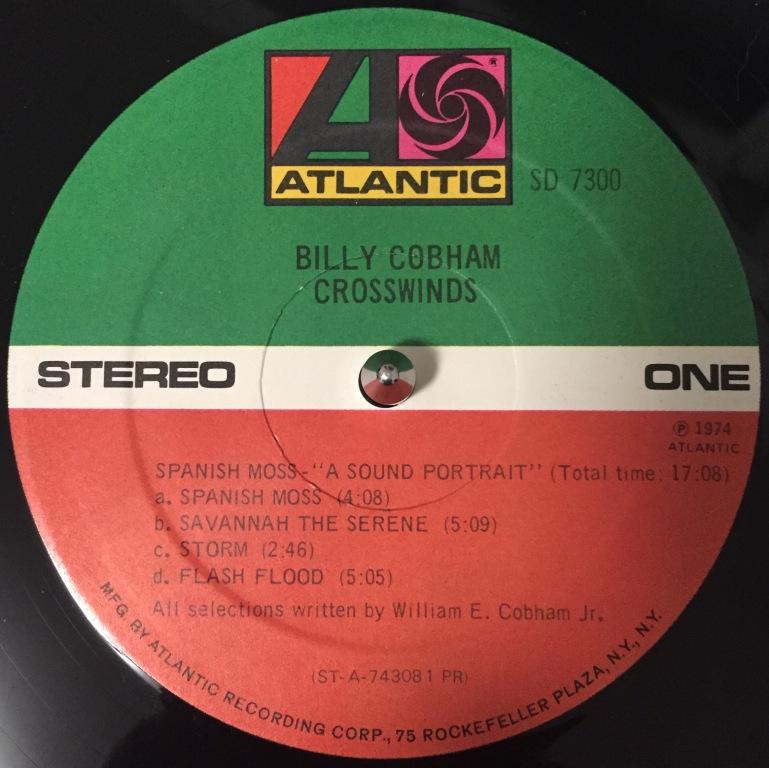 ATLANTIC
SD 7300
BILLY COBHAM
CROSSWINDS
STEREO
ONE
℗ 1974
ATLANTIC
SPANISH MOSS-"A SOUND PORTRAIT" (Total time: 17:08)
a. SPANISH MOSS (4:08)
b. SAVANNAH THE SERENE (5:09)
c. STORM (2:46)
d. FLASH FLOOD (5:05)
All selections written by William E. Cobham Jr.
(ST-A-743081 PR)
MFG. BY ATLANTIC RECORDING CORP., 75 ROCKEFELLER PLAZA, N.Y., N.Y.